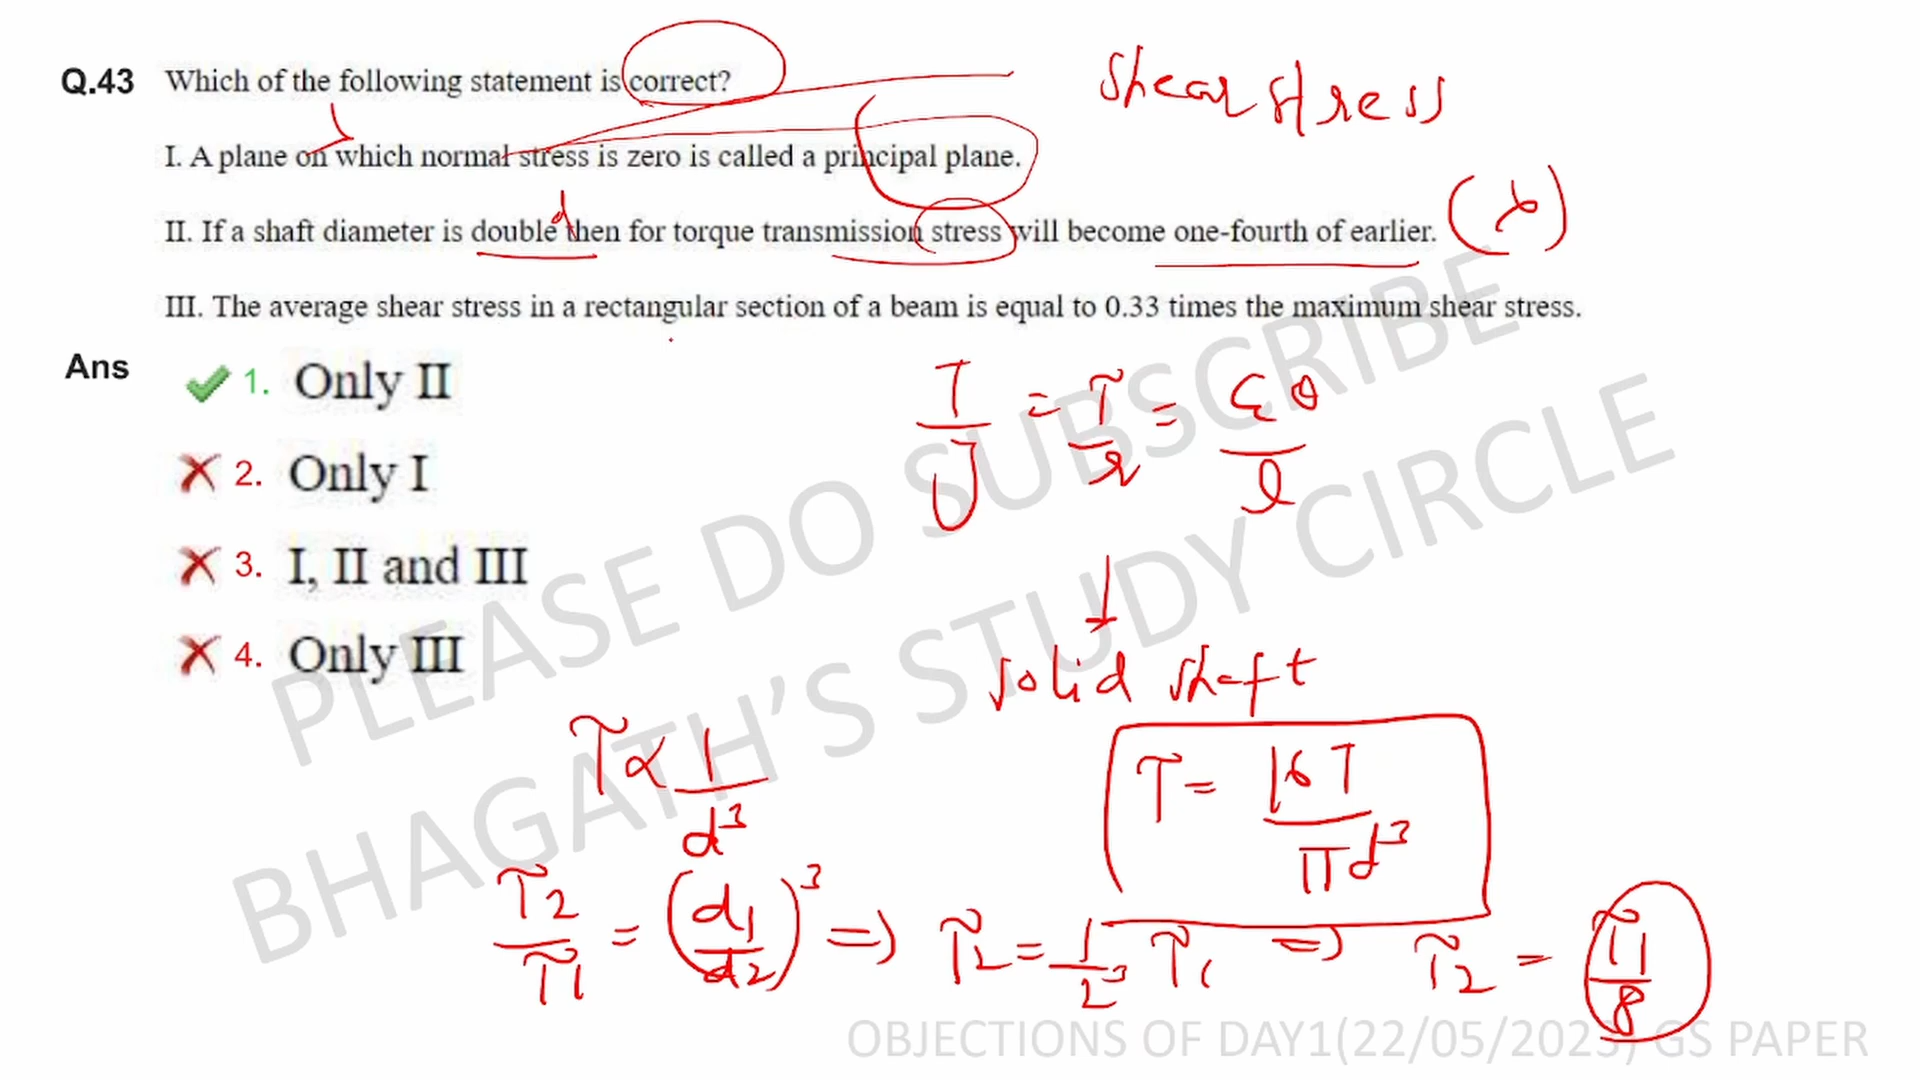 Q.43 Which of the following statement is correct?
shear stress
I. A plane on which normal stress is zero is called a principal plane.
II. If a shaft diameter is double then for torque transmission stress will become one-fourth of earlier.
d
III. The average shear stress in a rectangular section of a beam is equal to 0.33 times the maximum shear stress.
Ans
1. Only II
2. Only I
3. I, II and III
4. Only III
T/J = τ/r = Gθ/l
solid shaft
τ ∝ 1/d³
τ = 16T/πd³
τ2/τ1 = (d1/d2)³ => τ2 = 1/2³ τ1 => τ2 = τ1/8
PLEASE DO SUBSCRIBE
BHAGATH'S STUDY CIRCLE
OBJECTIONS OF DAY1(22/05/2023) GS PAPER